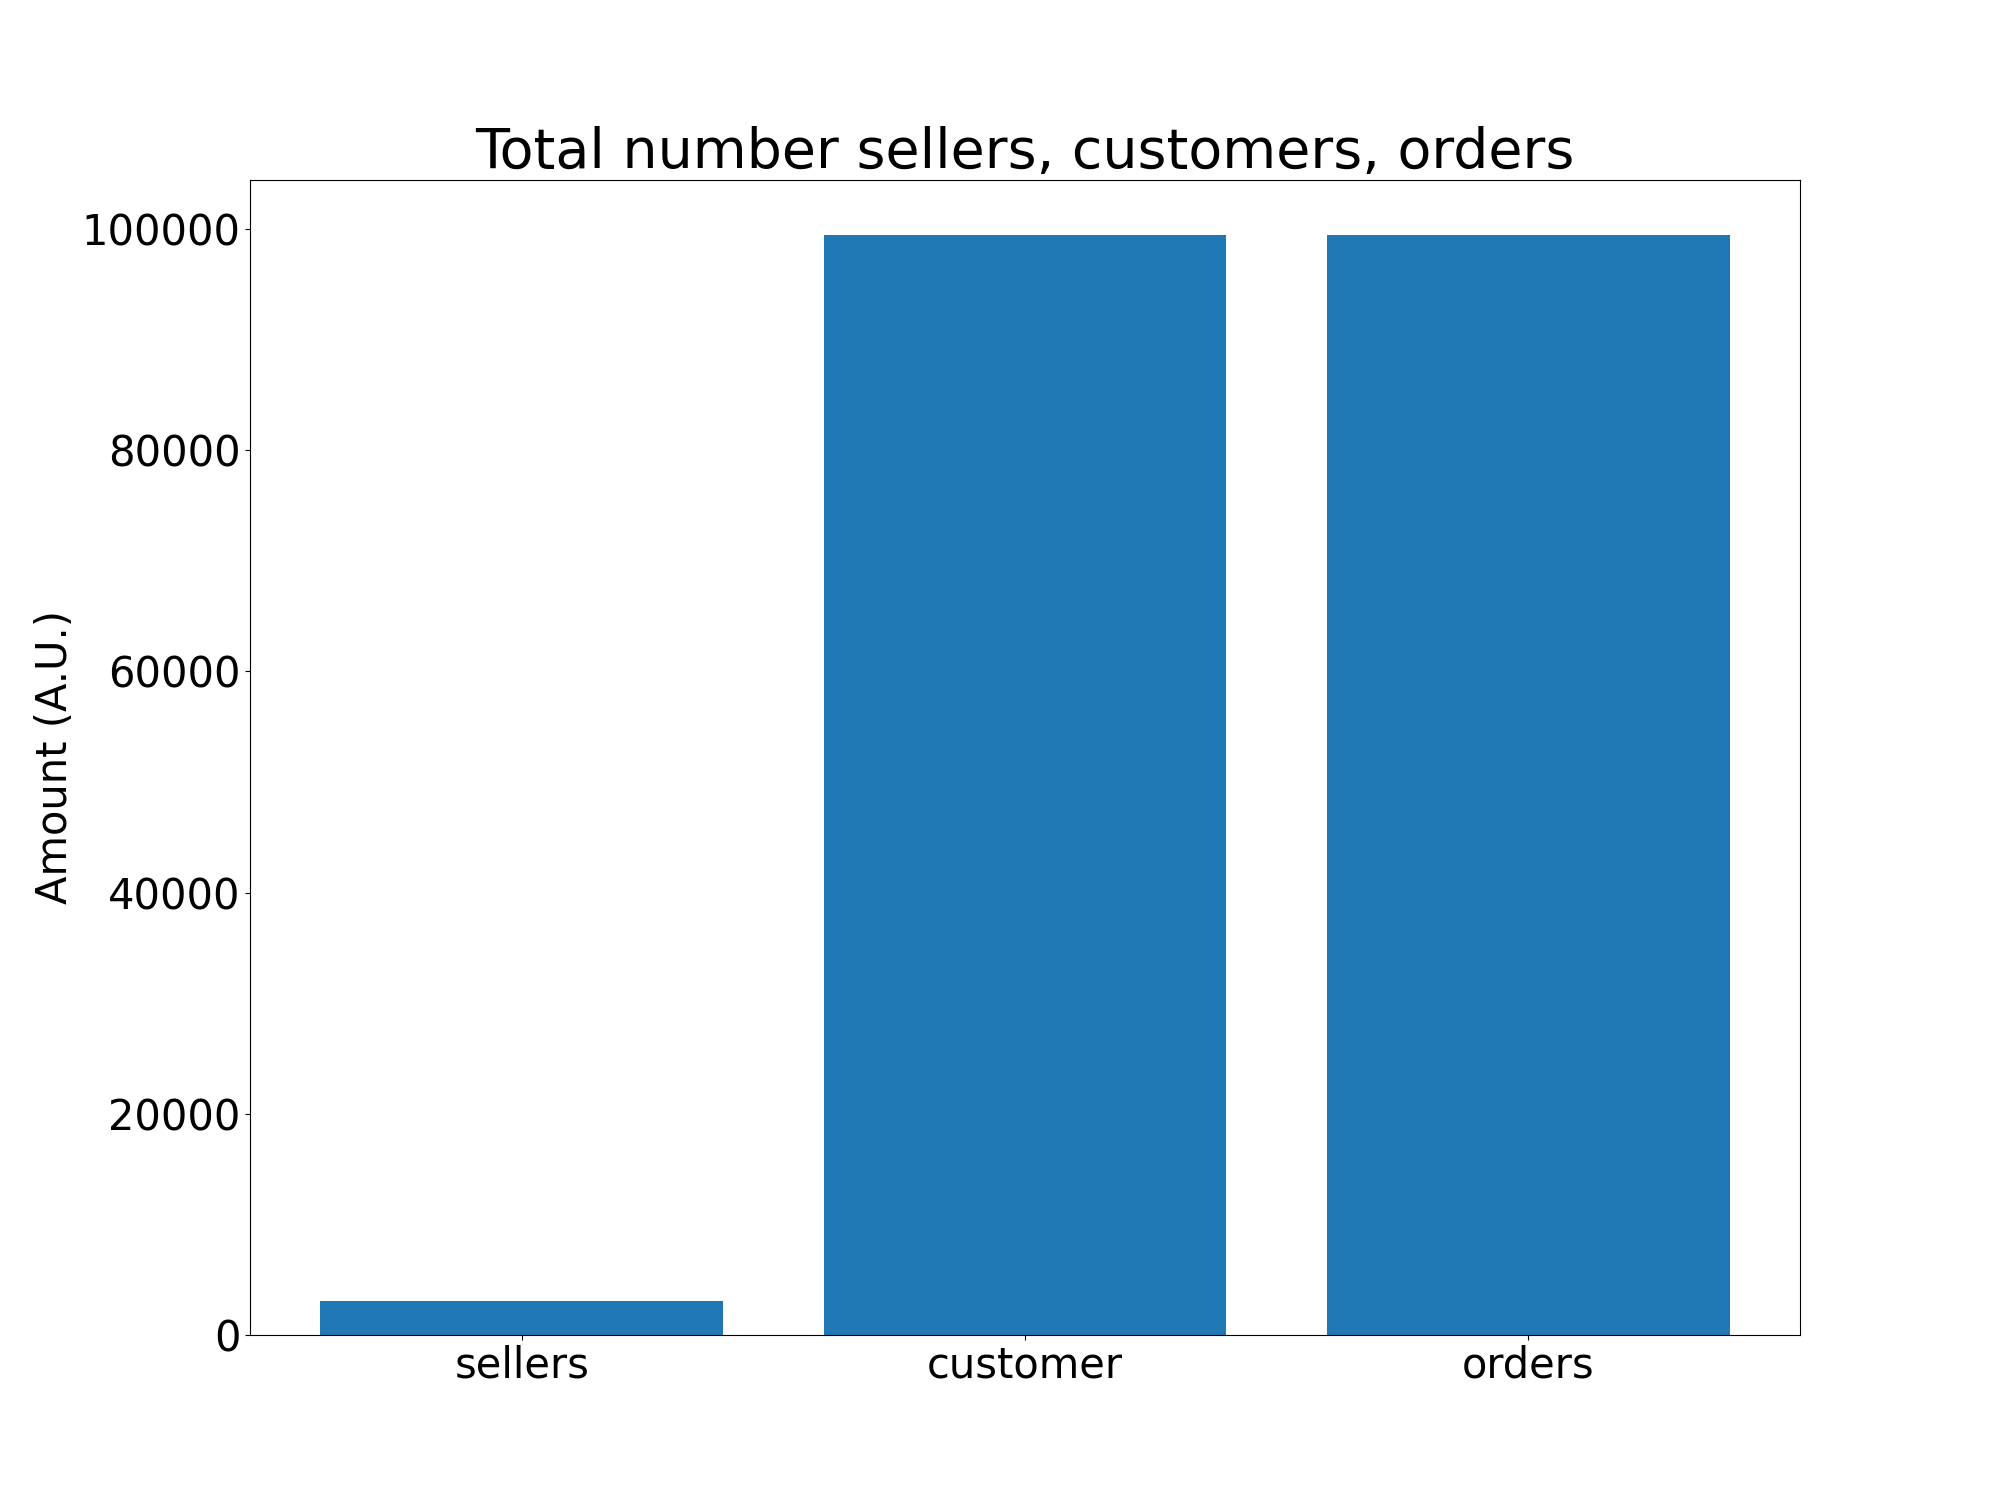 Total number sellers, customers, orders
100000
80000
60000
40000
20000
0
Amount (A.U.)
sellers
customer
orders